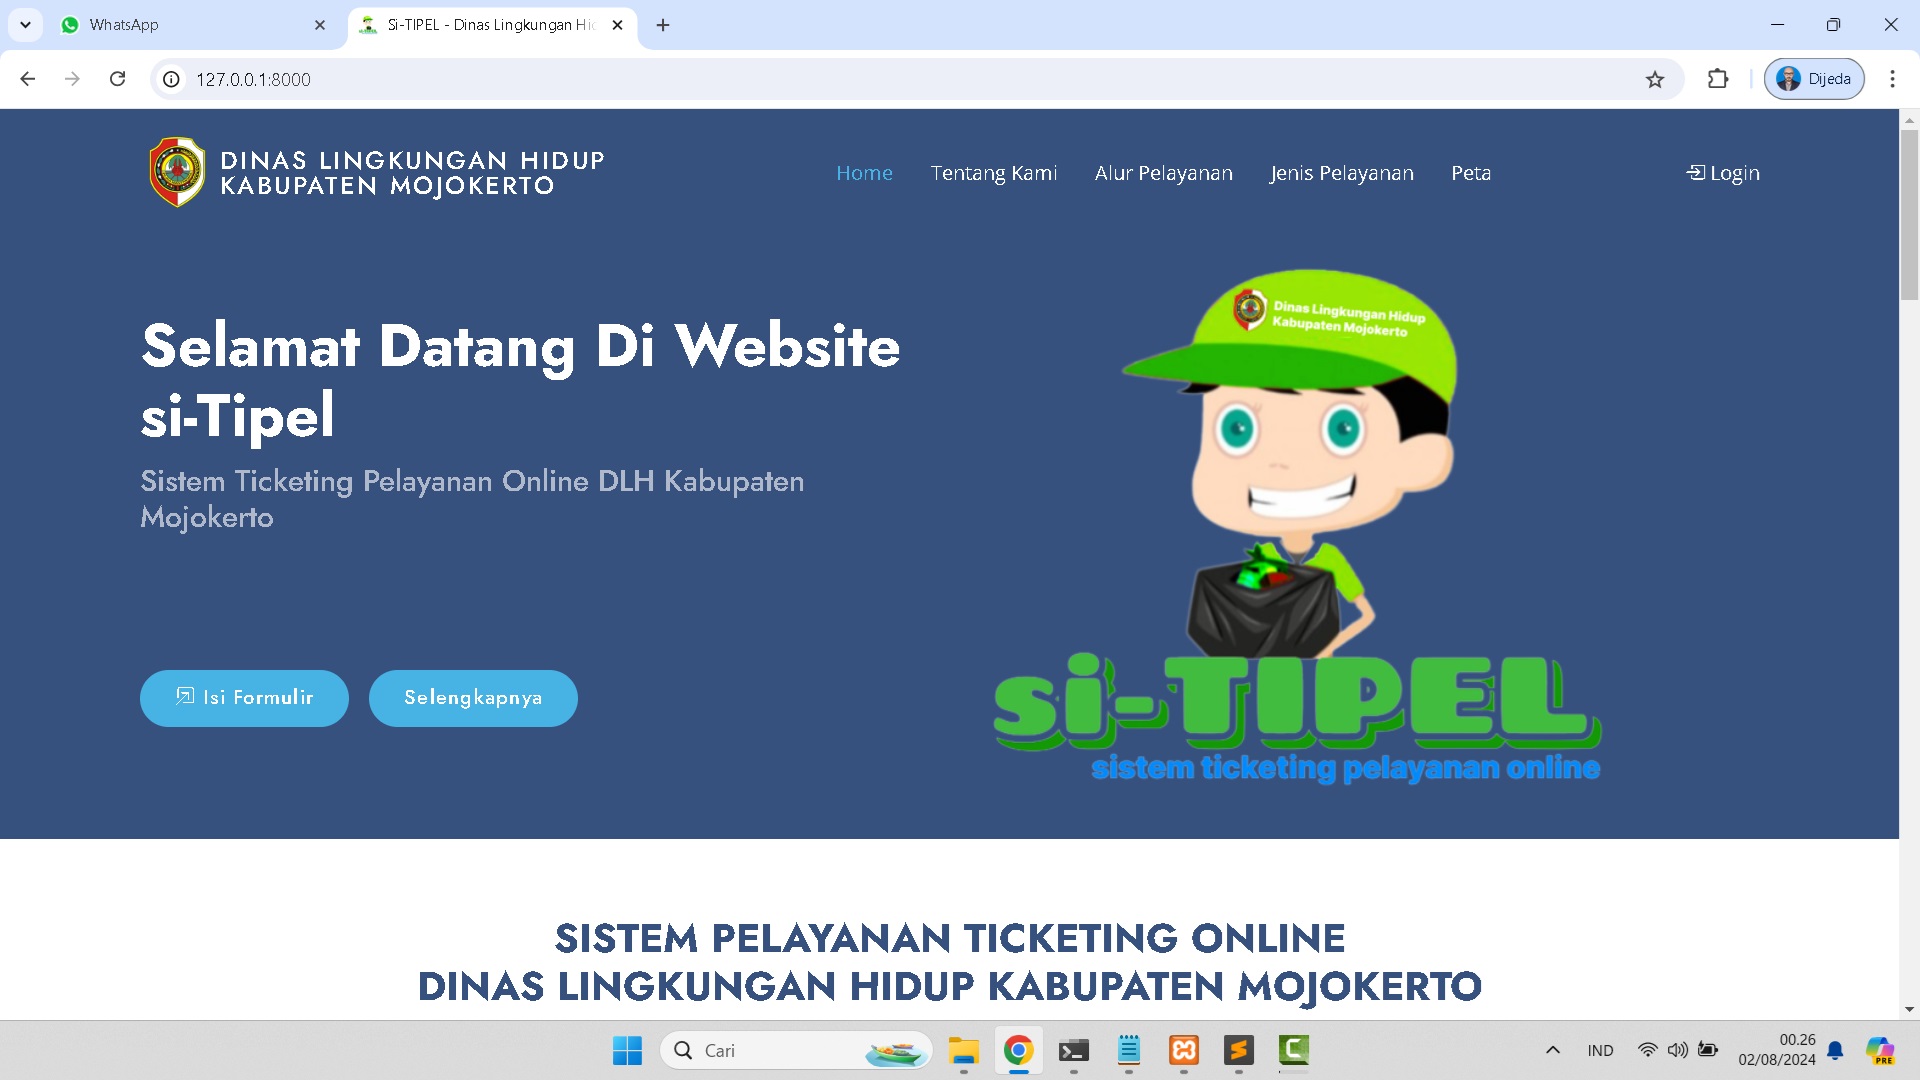 WhatsApp
Si-TIPEL - Dinas Lingkungan Hi
127.0.0.1:8000
Dijeda
DINAS LINGKUNGAN HIDUP
KABUPATEN MOJOKERTO
Home
Tentang Kami
Alur Pelayanan
Jenis Pelayanan
Peta
Login
Selamat Datang Di Website
si-Tipel
Sistem Ticketing Pelayanan Online DLH Kabupaten
Mojokerto
Isi Formulir
Selengkapnya
Dinas Lingkungan Hidup
Kabupaten Mojokerto
si-TIPEL
sistem ticketing pelayanan online
SISTEM PELAYANAN TICKETING ONLINE
DINAS LINGKUNGAN HIDUP KABUPATEN MOJOKERTO
Cari
IND
00.26
02/08/2024
PRE